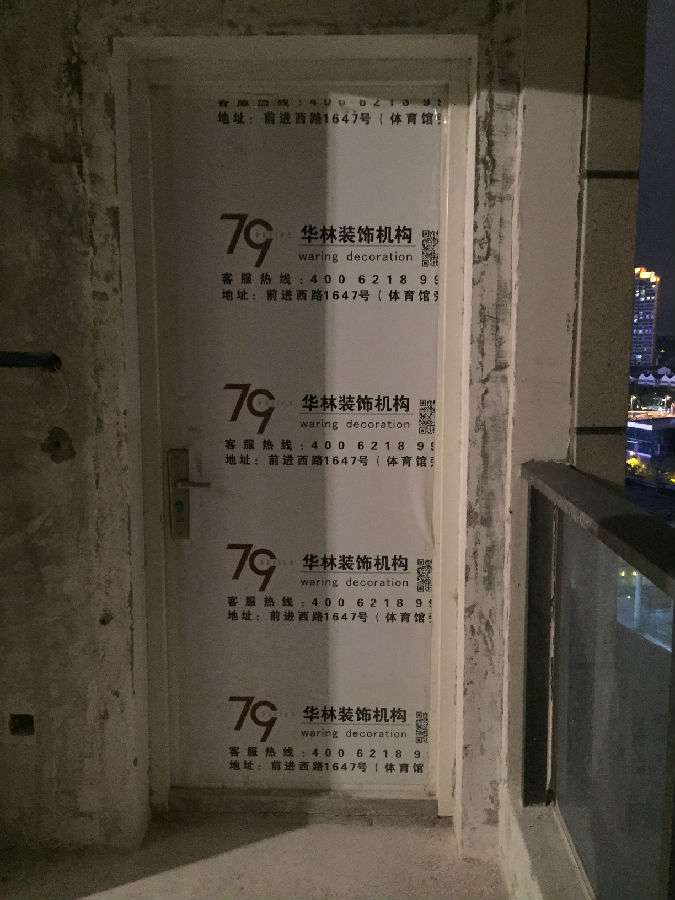 客服热线:400 6218 99
地址:前进西路1647号(体育馆
79
华林装饰机构
waring decoration
客服热线:400 6218 99
地址:前进西路1647号(体育馆
79
华林装饰机构
waring decoration
客服热线:400 6218 99
地址:前进西路1647号(体育馆
79
华林装饰机构
waring decoration
客服热线:400 6218 99
地址:前进西路1647号(体育馆
79
华林装饰机构
waring decoration
客服热线:400 6218 9
地址:前进西路1647号(体育馆